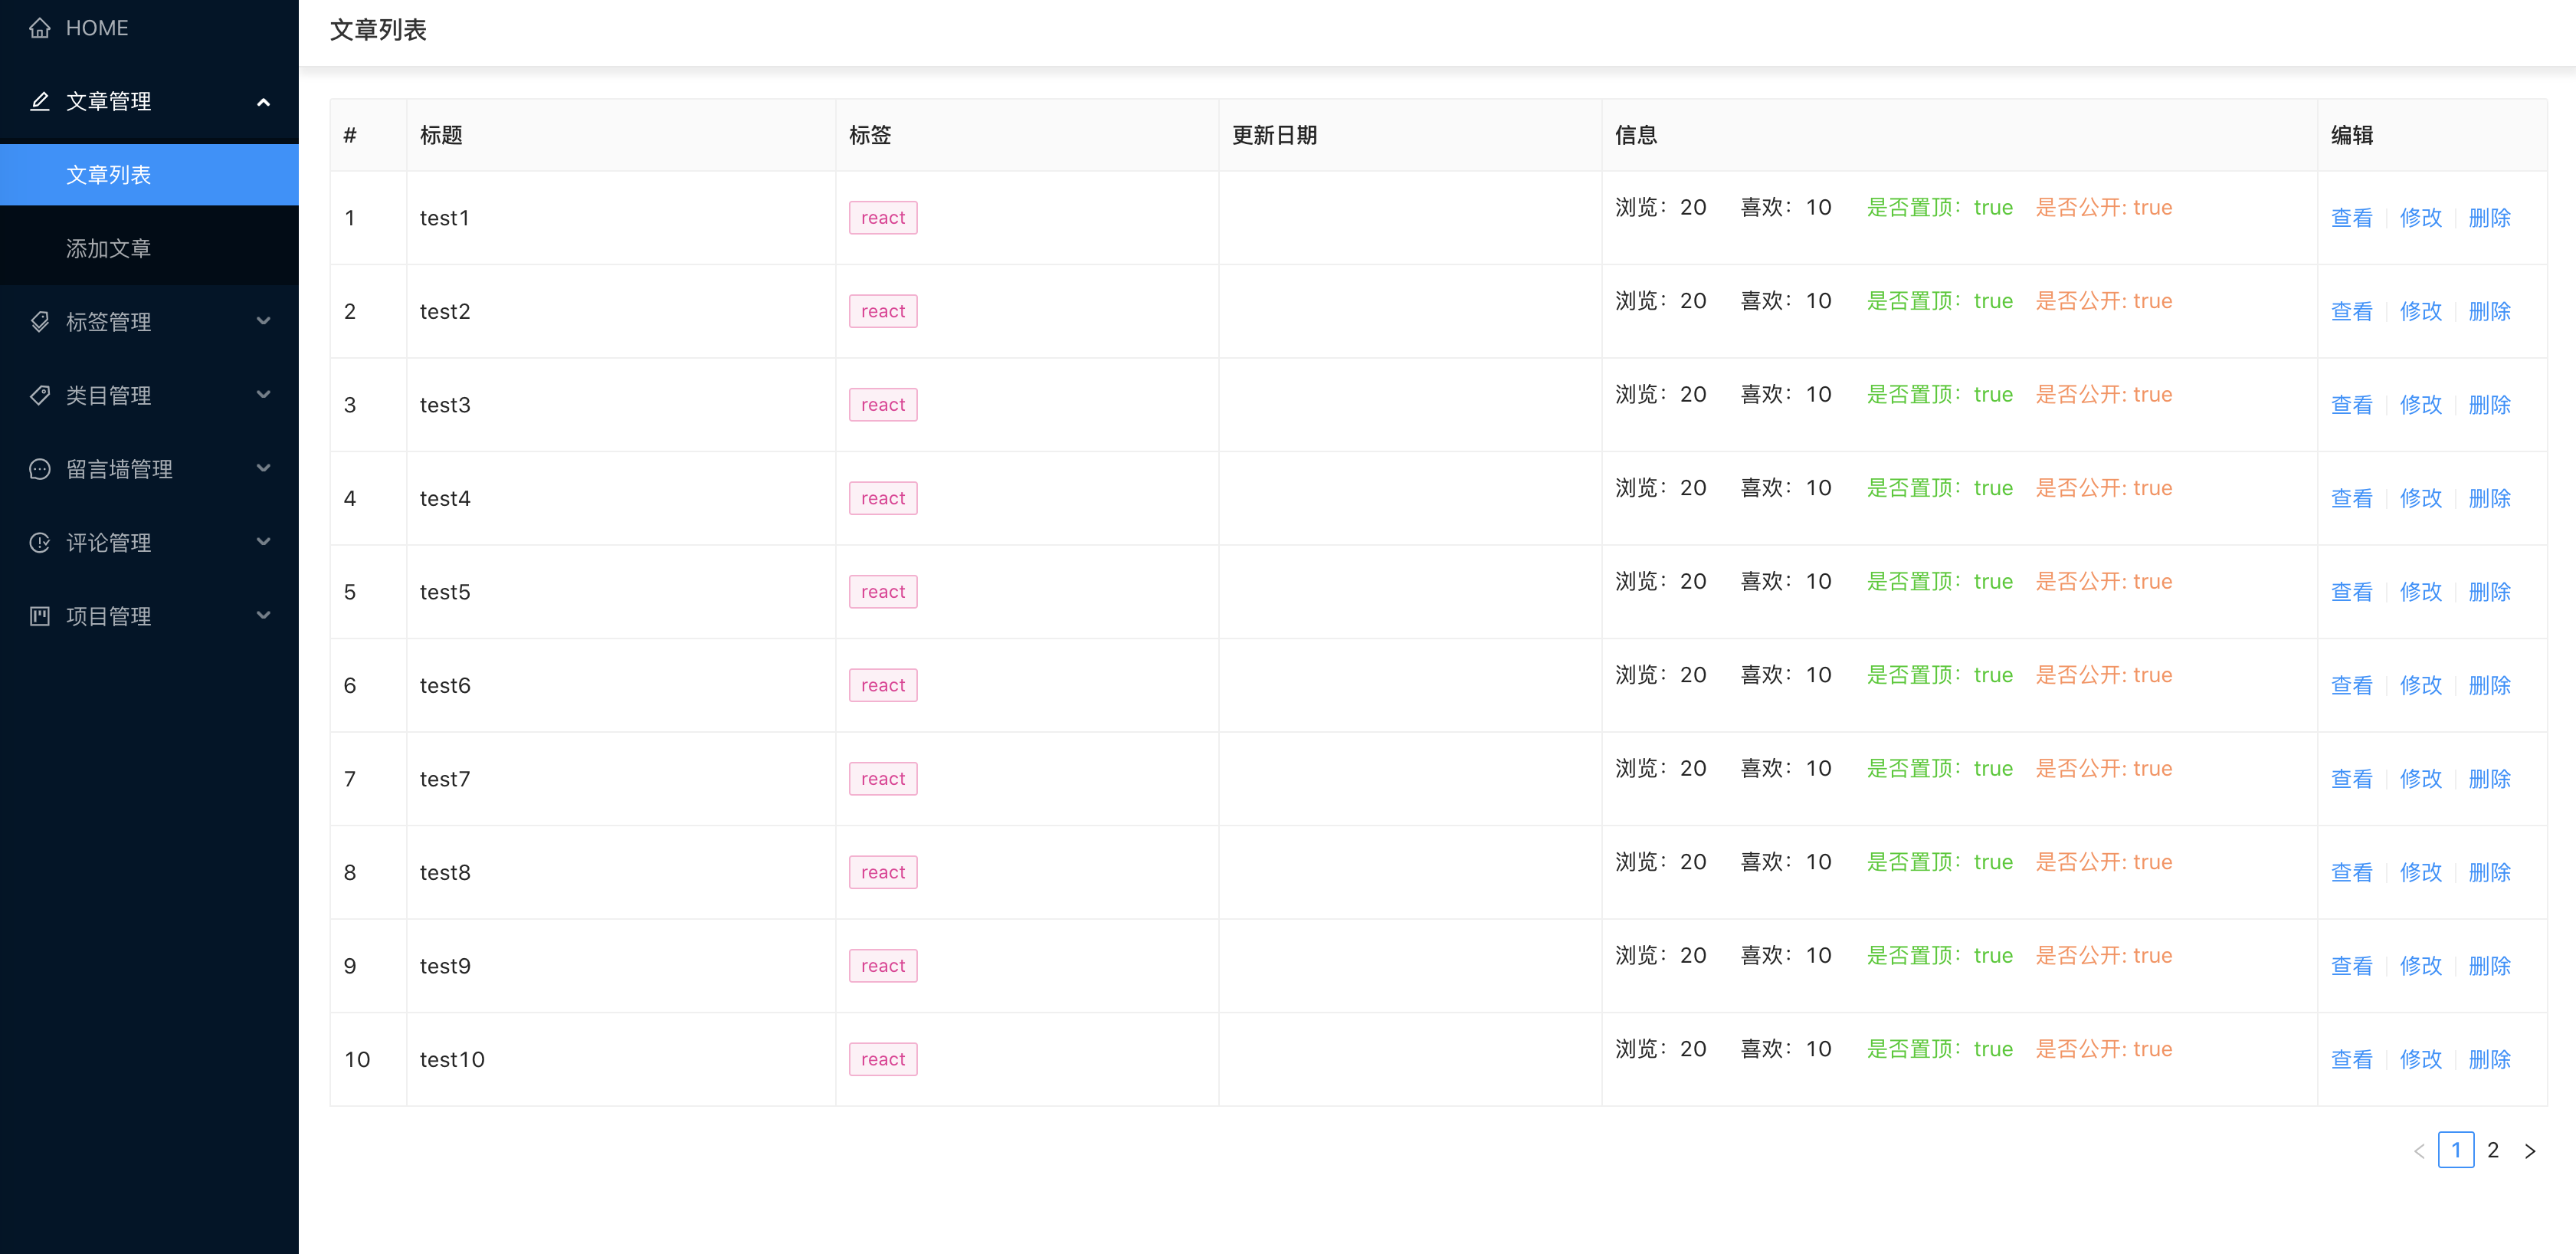 HOME
文章管理
文章列表
添加文章
标签管理
类目管理
留言墙管理
评论管理
项目管理
文章列表
# 标题 标签 更新日期 信息 编辑
1 test1 react 浏览：20 喜欢：10 是否置顶：true 是否公开: true 查看 修改 删除
2 test2 react 浏览：20 喜欢：10 是否置顶：true 是否公开: true 查看 修改 删除
3 test3 react 浏览：20 喜欢：10 是否置顶：true 是否公开: true 查看 修改 删除
4 test4 react 浏览：20 喜欢：10 是否置顶：true 是否公开: true 查看 修改 删除
5 test5 react 浏览：20 喜欢：10 是否置顶：true 是否公开: true 查看 修改 删除
6 test6 react 浏览：20 喜欢：10 是否置顶：true 是否公开: true 查看 修改 删除
7 test7 react 浏览：20 喜欢：10 是否置顶：true 是否公开: true 查看 修改 删除
8 test8 react 浏览：20 喜欢：10 是否置顶：true 是否公开: true 查看 修改 删除
9 test9 react 浏览：20 喜欢：10 是否置顶：true 是否公开: true 查看 修改 删除
10 test10 react 浏览：20 喜欢：10 是否置顶：true 是否公开: true 查看 修改 删除
1 2